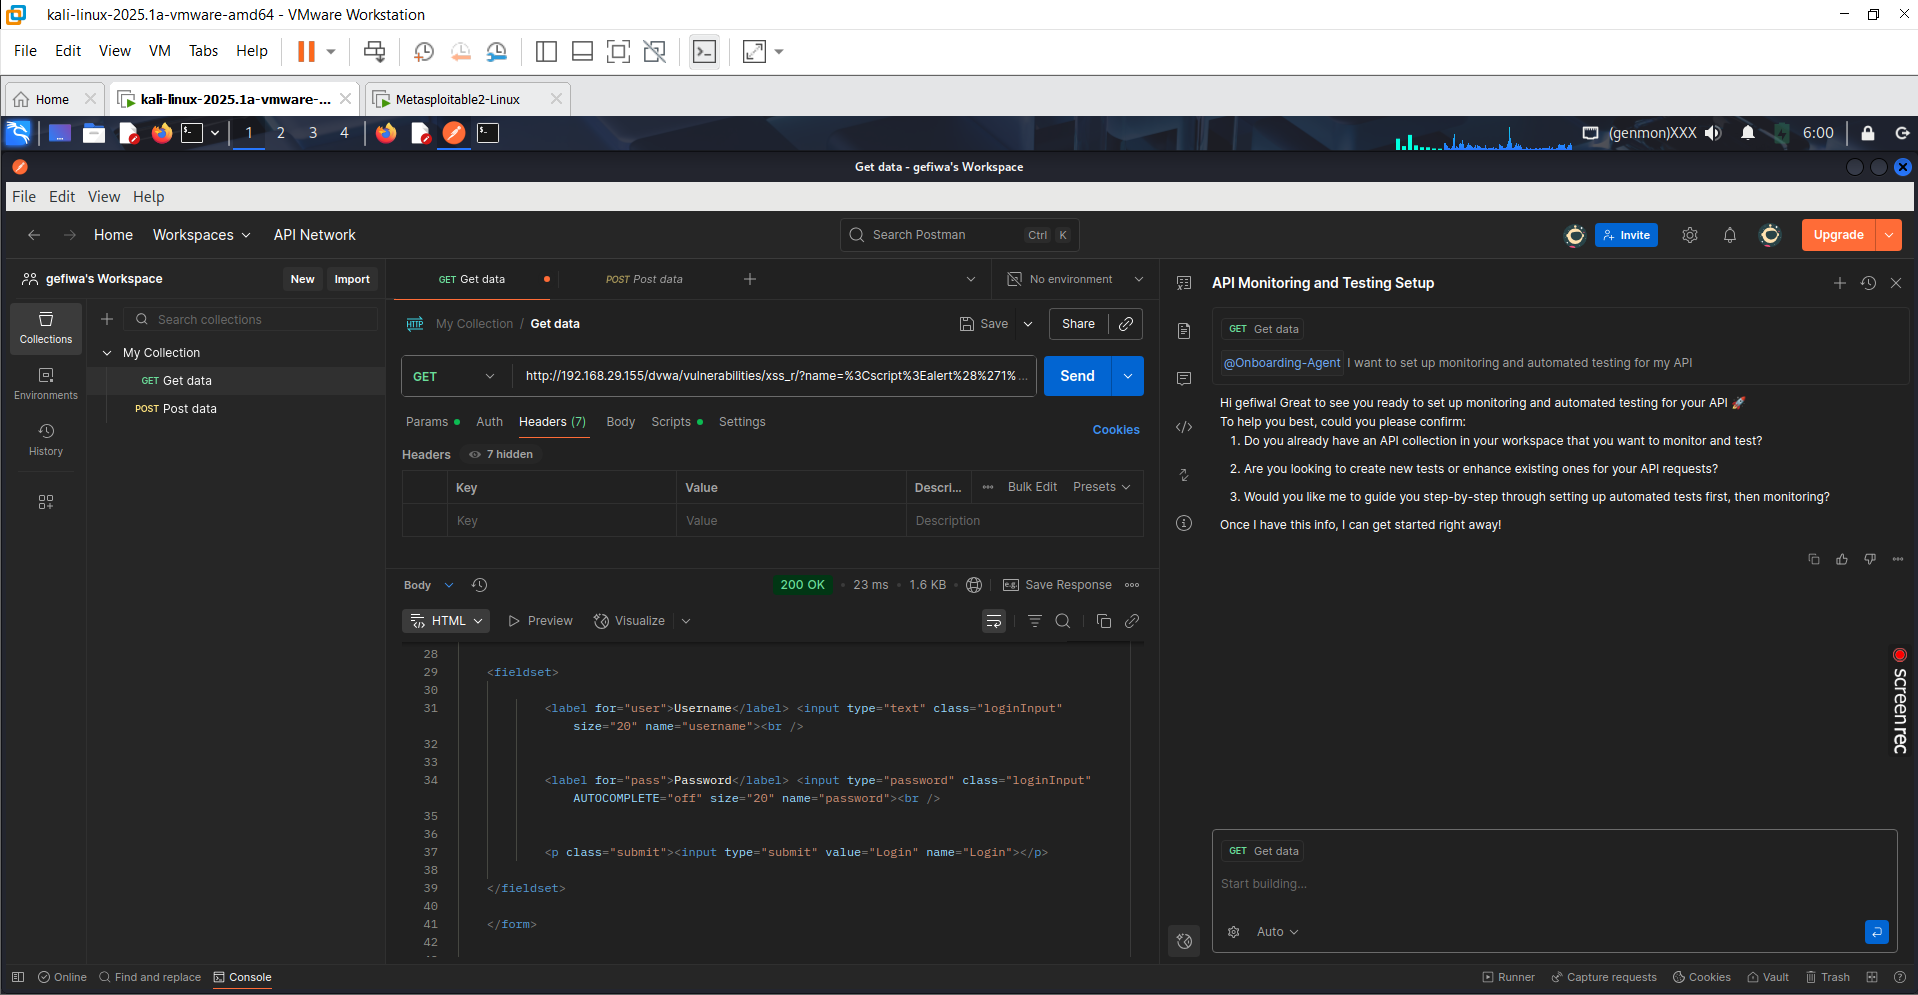 kali-linux-2025.1a-vmware-amd64 - VMware Workstation
File Edit View VM Tabs Help
Home
kali-linux-2025.1a-vmware-...
Metasploitable2-Linux
1 2 3 4
(genmon)XXX
6:00
Get data - gefiwa's Workspace
File Edit View Help
Home Workspaces API Network
Search Postman Ctrl K
Invite
Upgrade
gefiwa's Workspace
New Import
GET Get data
POST Post data
No environment
API Monitoring and Testing Setup
Collections
Environments
History
Search collections
My Collection
GET Get data
POST Post data
HTTP My Collection / Get data
Save
Share
GET
http://192.168.29.155/dvwa/vulnerabilities/xss_r/?name=%3Cscript%3Ealert%28%271%...
Send
Params Auth Headers (7) Body Scripts Settings
Cookies
Headers 7 hidden
Key Value Descri... Bulk Edit Presets
Key Value Description
Body
200 OK 23 ms 1.6 KB
e.g. Save Response
HTML Preview Visualize
28
29 <fieldset>
30
31 <label for="user">Username</label> <input type="text" class="loginInput"
size="20" name="username"><br />
32
33
34 <label for="pass">Password</label> <input type="password" class="loginInput"
AUTOCOMPLETE="off" size="20" name="password"><br />
35
36
37 <p class="submit"><input type="submit" value="Login" name="Login"></p>
38
39 </fieldset>
40
41 </form>
42
GET Get data
@Onboarding-Agent I want to set up monitoring and automated testing for my API
Hi gefiwa! Great to see you ready to set up monitoring and automated testing for your API 🚀
To help you best, could you please confirm:
1. Do you already have an API collection in your workspace that you want to monitor and test?
2. Are you looking to create new tests or enhance existing ones for your API requests?
3. Would you like me to guide you step-by-step through setting up automated tests first, then monitoring?
Once I have this info, I can get started right away!
screen rec
GET Get data
Start building...
Auto
Online Find and replace Console
Runner Capture requests Cookies Vault Trash